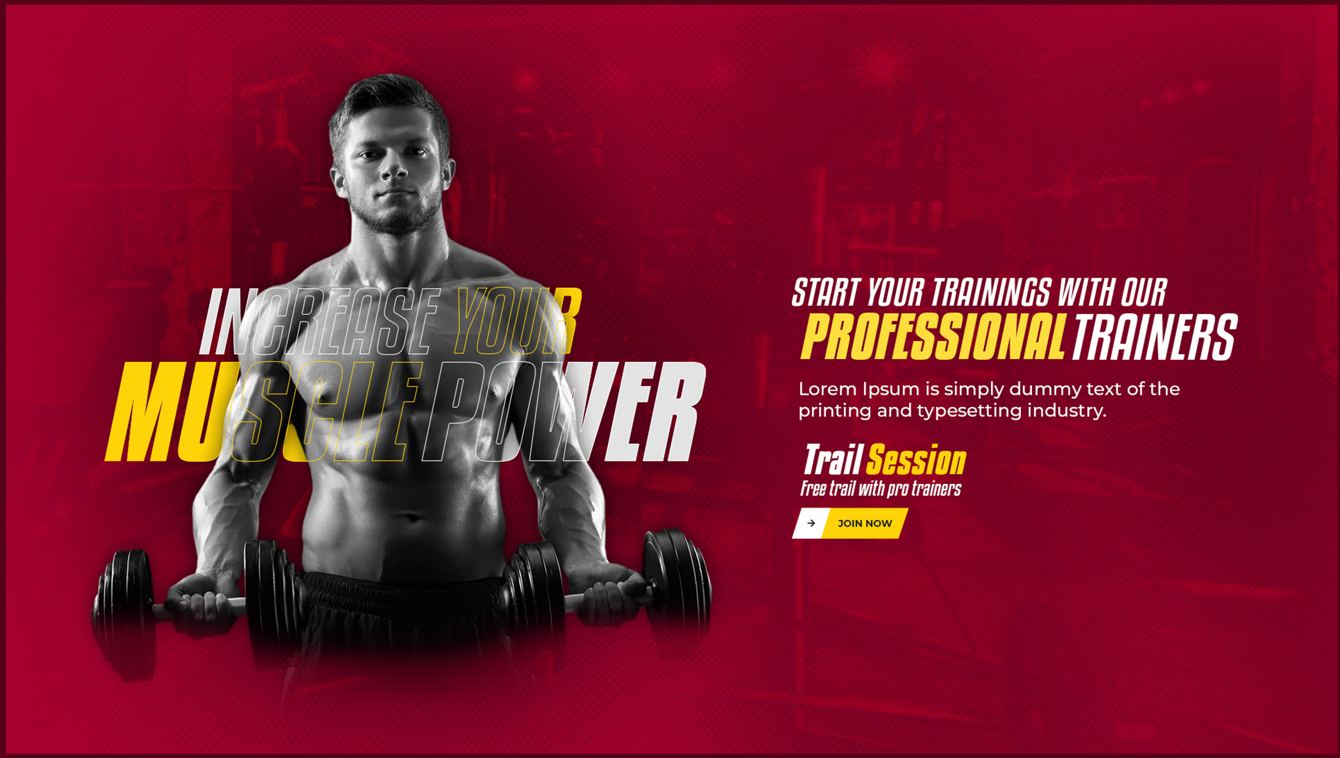 INCREASE YOUR
MUSCLE POWER
START YOUR TRAININGS WITH OUR
PROFESSIONAL TRAINERS
Lorem Ipsum is simply dummy text of the
printing and typesetting industry.
Trail Session
Free trail with pro trainers
JOIN NOW